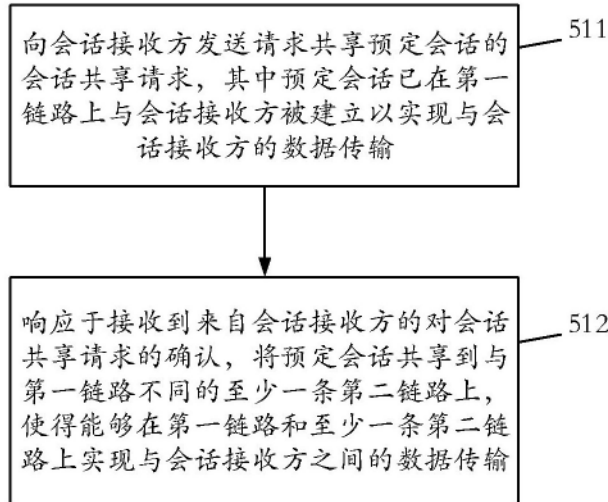 向会话接收方发送请求共享预定会话的
会话共享请求，其中预定会话已在第一
链路上与会话接收方被建立以实现与会
话接收方的数据传输
511
响应于接收到来自会话接收方的对会话
共享请求的确认，将预定会话共享到与
第一链路不同的至少一条第二链路上，
使得能够在第一链路和至少一条第二链
路上实现与会话接收方之间的数据传输
512